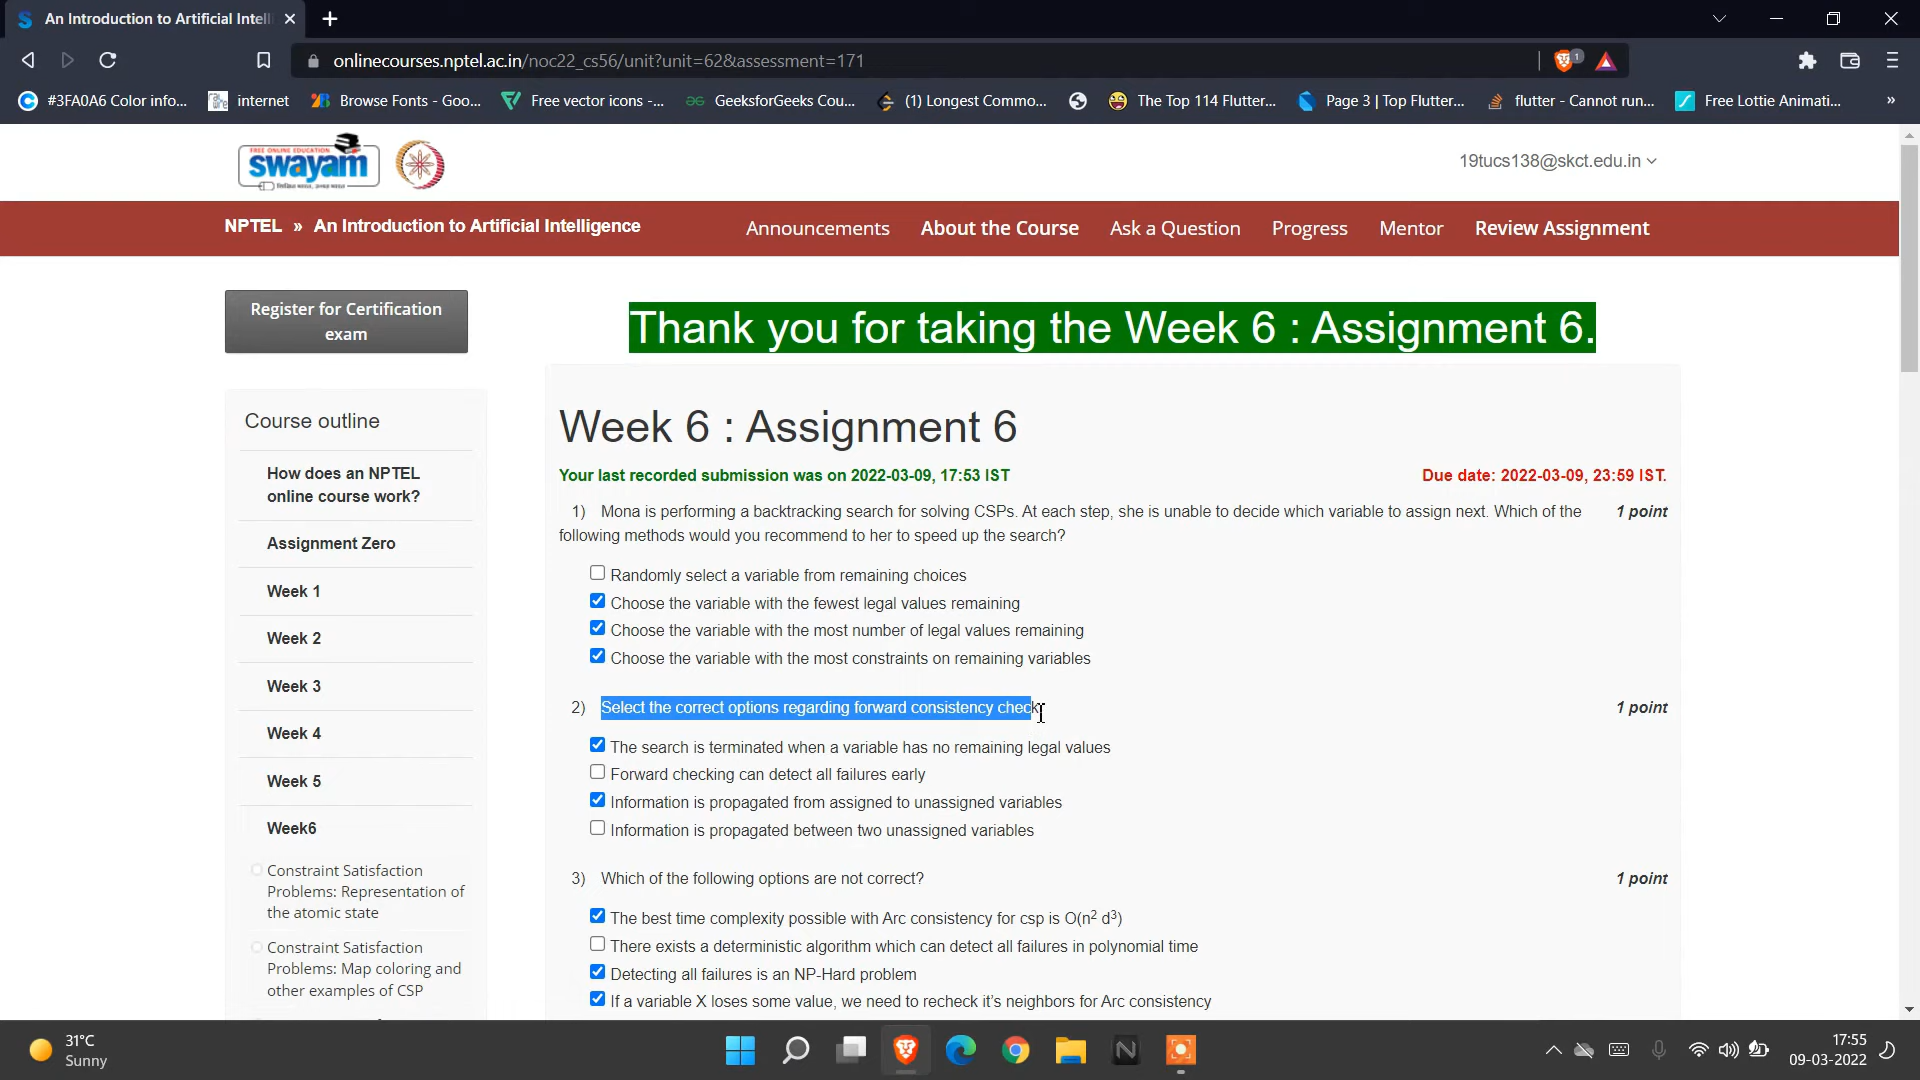 An Introduction to Artificial Intelli
onlinecourses.nptel.ac.in/noc22_cs56/unit?unit=62&assessment=171
1
#3FA0A6 Color info... internet Browse Fonts - Goo... Free vector icons -... GeeksforGeeks Cou... (1) Longest Commo... The Top 114 Flutter... Page 3 | Top Flutter... flutter - Cannot run... Free Lottie Animati... »
FREE ONLINE EDUCATION
swayam
19tucs138@skct.edu.in
NPTEL » An Introduction to Artificial Intelligence
Announcements About the Course Ask a Question Progress Mentor Review Assignment
Register for Certification
exam
Thank you for taking the Week 6 : Assignment 6.
Course outline
How does an NPTEL
online course work?
Assignment Zero
Week 1
Week 2
Week 3
Week 4
Week 5
Week6
Constraint Satisfaction
Problems: Representation of
the atomic state
Constraint Satisfaction
Problems: Map coloring and
other examples of CSP
Week 6 : Assignment 6
Your last recorded submission was on 2022-03-09, 17:53 IST
Due date: 2022-03-09, 23:59 IST.
1) Mona is performing a backtracking search for solving CSPs. At each step, she is unable to decide which variable to assign next. Which of the 1 point
following methods would you recommend to her to speed up the search?
Randomly select a variable from remaining choices
Choose the variable with the fewest legal values remaining
Choose the variable with the most number of legal values remaining
Choose the variable with the most constraints on remaining variables
2) Select the correct options regarding forward consistency check 1 point
The search is terminated when a variable has no remaining legal values
Forward checking can detect all failures early
Information is propagated from assigned to unassigned variables
Information is propagated between two unassigned variables
3) Which of the following options are not correct? 1 point
The best time complexity possible with Arc consistency for csp is O(n² d³)
There exists a deterministic algorithm which can detect all failures in polynomial time
Detecting all failures is an NP-Hard problem
If a variable X loses some value, we need to recheck it's neighbors for Arc consistency
31°C
Sunny
17:55
09-03-2022